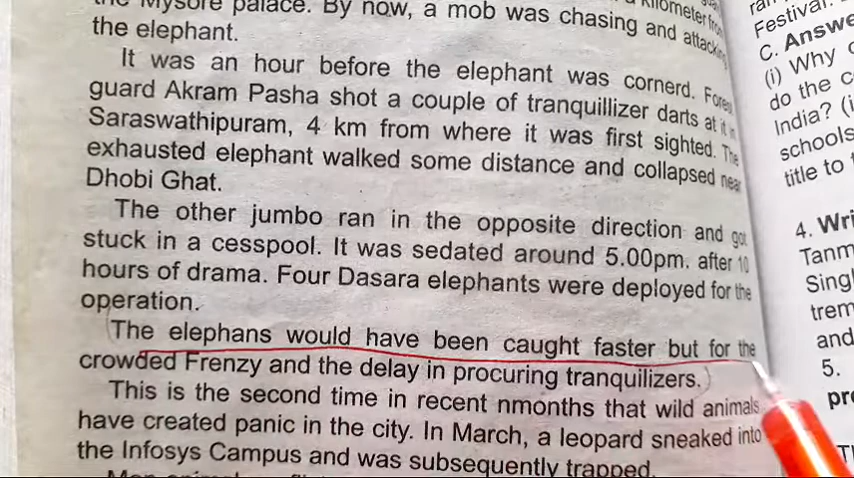 the Mysore palace. By now, a mob was chasing and attacking
the elephant.
It was an hour before the elephant was cornerd.
guard Akram Pasha shot a couple of tranquillizer darts at it in
Saraswathipuram, 4 km from where it was first sighted. The
exhausted elephant walked some distance and collapsed near
Dhobi Ghat.
The other jumbo ran in the opposite direction and got
stuck in a cesspool. It was sedated around 5.00pm. after 10
hours of drama. Four Dasara elephants were deployed for the
operation.
(The elephans would have been caught faster but for the
crowded Frenzy and the delay in procuring tranquilizers.)
This is the second time in recent nmonths that wild animals
have created panic in the city. In March, a leopard sneaked into
the Infosys Campus and was subsequently trapped.
Festival.
C. Answe
(i) Why
do the c
India? (i
schools
title to
4. Wri
Tanm
Singl
trem
and
5.
pr